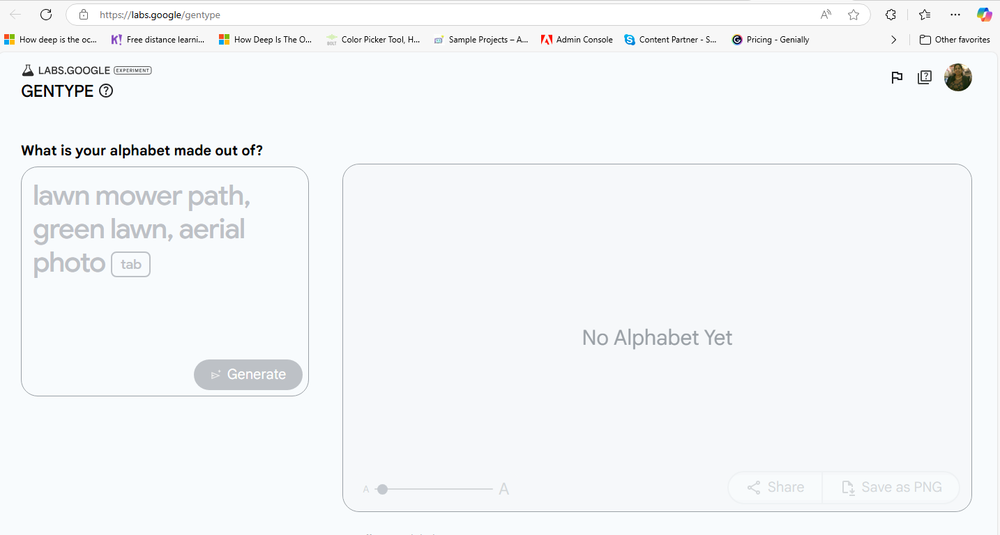 https://labs.google/gentype
How deep is the oc...
Free distance learni...
How Deep Is The O...
BOLT
Color Picker Tool, H...
Sample Projects – A...
Admin Console
Content Partner - S...
Pricing - Genially
Other favorites
LABS.GOOGLE EXPERIMENT
GENTYPE ?
What is your alphabet made out of?
lawn mower path,
green lawn, aerial
photo tab
Generate
No Alphabet Yet
A A
Share
Save as PNG